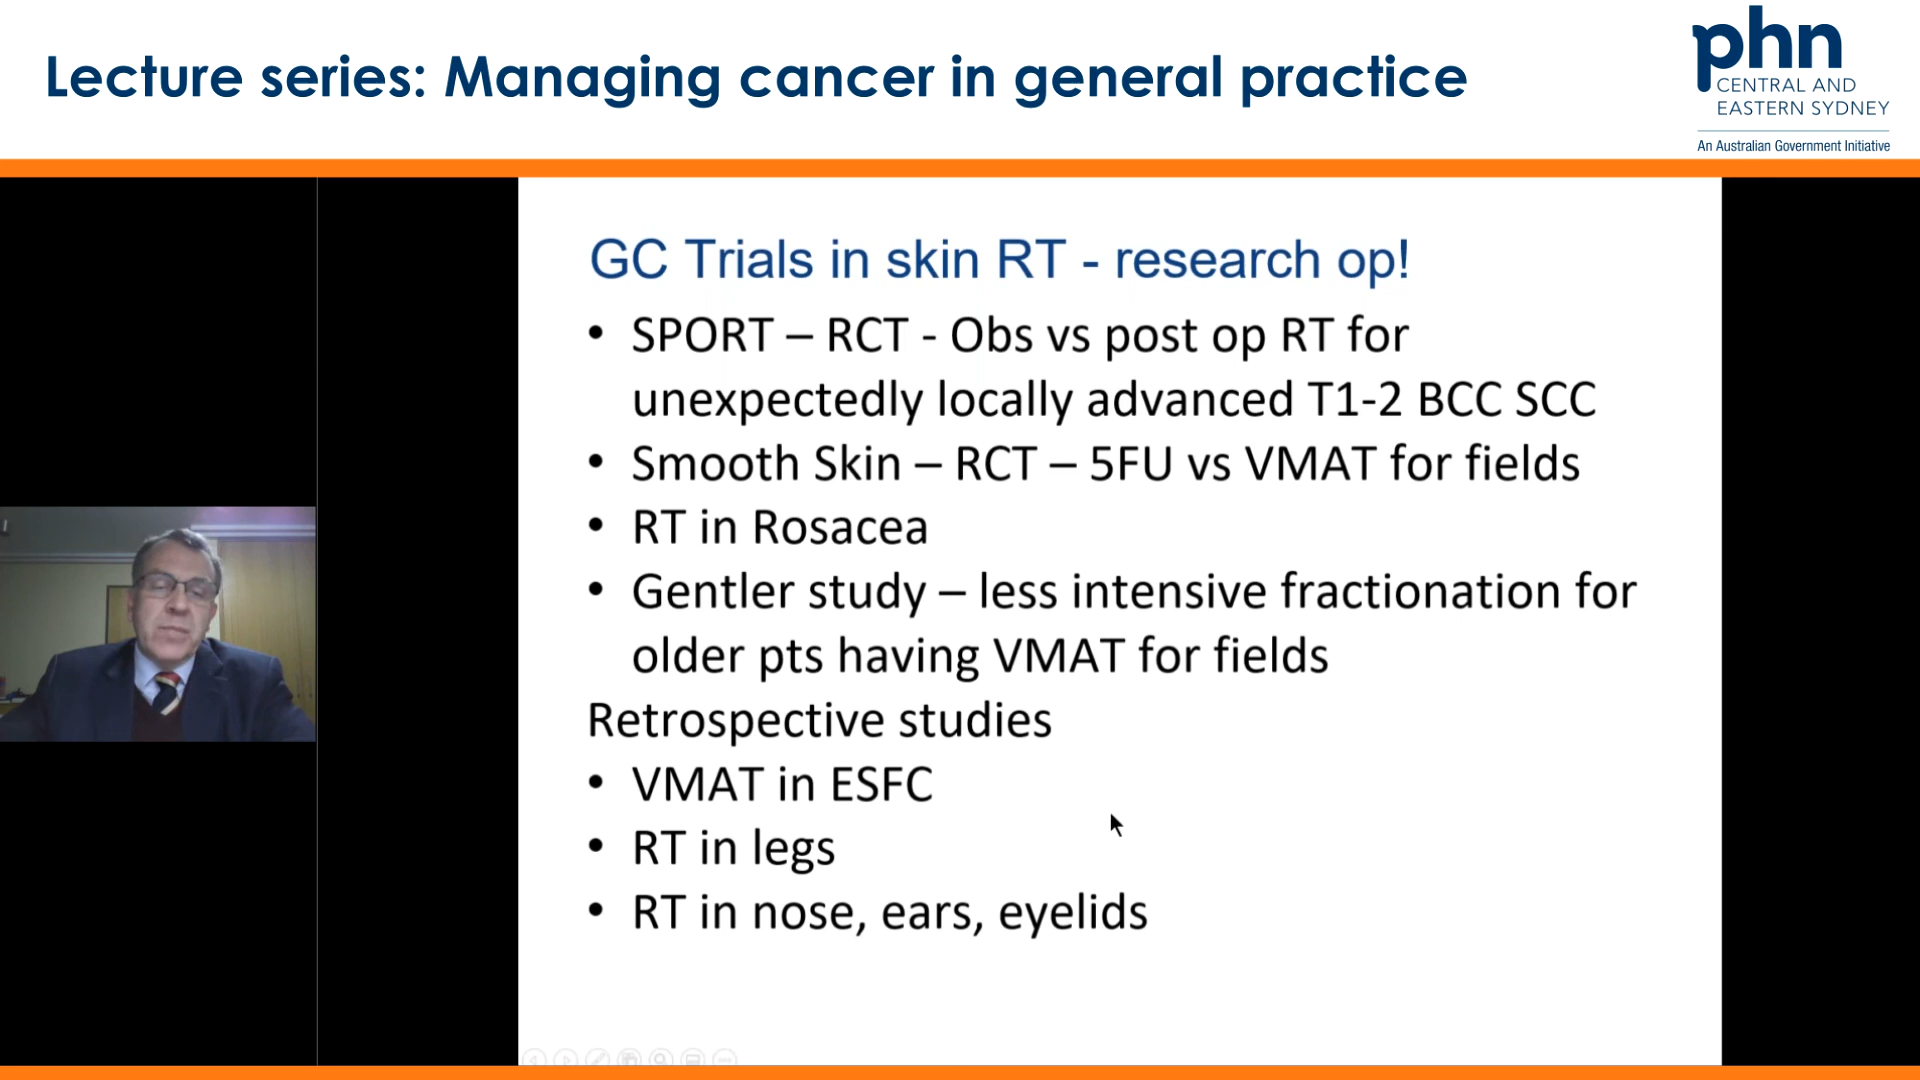 Lecture series: Managing cancer in general practice
phn
CENTRAL AND
EASTERN SYDNEY
An Australian Government Initiative
GC Trials in skin RT - research op!
• SPORT – RCT - Obs vs post op RT for
unexpectedly locally advanced T1-2 BCC SCC
• Smooth Skin – RCT – 5FU vs VMAT for fields
• RT in Rosacea
• Gentler study – less intensive fractionation for
older pts having VMAT for fields
Retrospective studies
• VMAT in ESFC
• RT in legs
• RT in nose, ears, eyelids